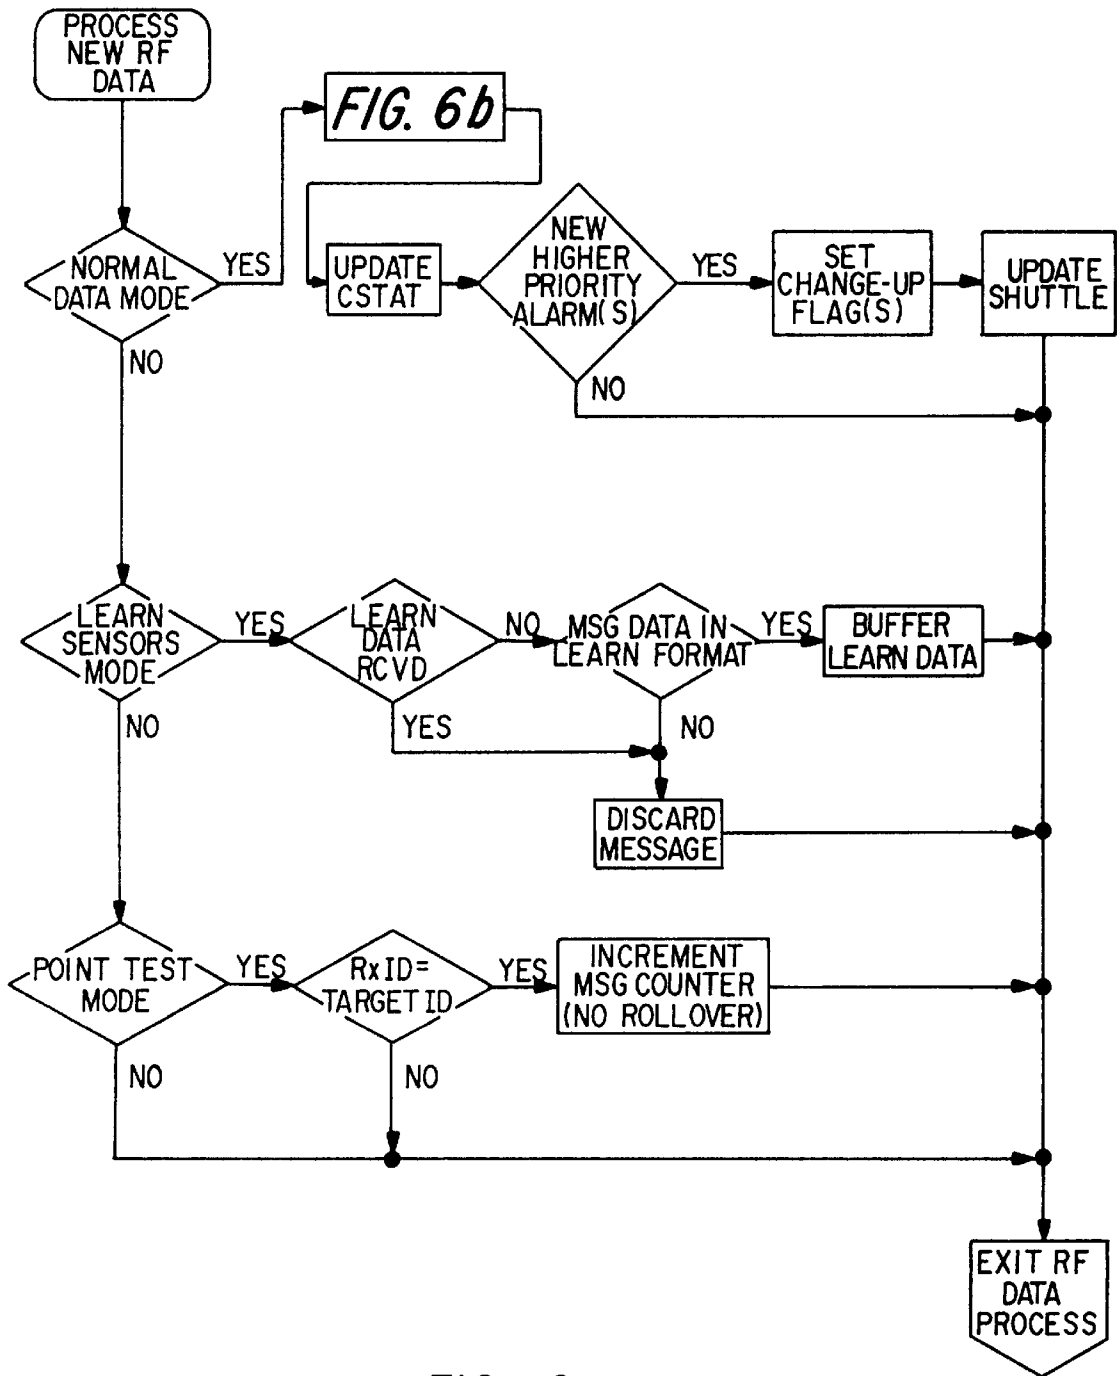 PROCESS
NEW RF
DATA
FIG. 6b
NORMAL
DATA MODE
YES
NO
UPDATE
CSTAT
NEW
HIGHER
PRIORITY
ALARM(S)
YES
NO
SET
CHANGE-UP
FLAG(S)
UPDATE
SHUTTLE
LEARN
SENSORS
MODE
YES
NO
LEARN
DATA
RCVD
NO
YES
MSG DATA IN
LEARN FORMAT
YES
NO
BUFFER
LEARN DATA
DISCARD
MESSAGE
POINT TEST
MODE
YES
NO
RxID=
TARGET ID
YES
NO
INCREMENT
MSG COUNTER
(NO ROLLOVER)
EXIT RF
DATA
PROCESS